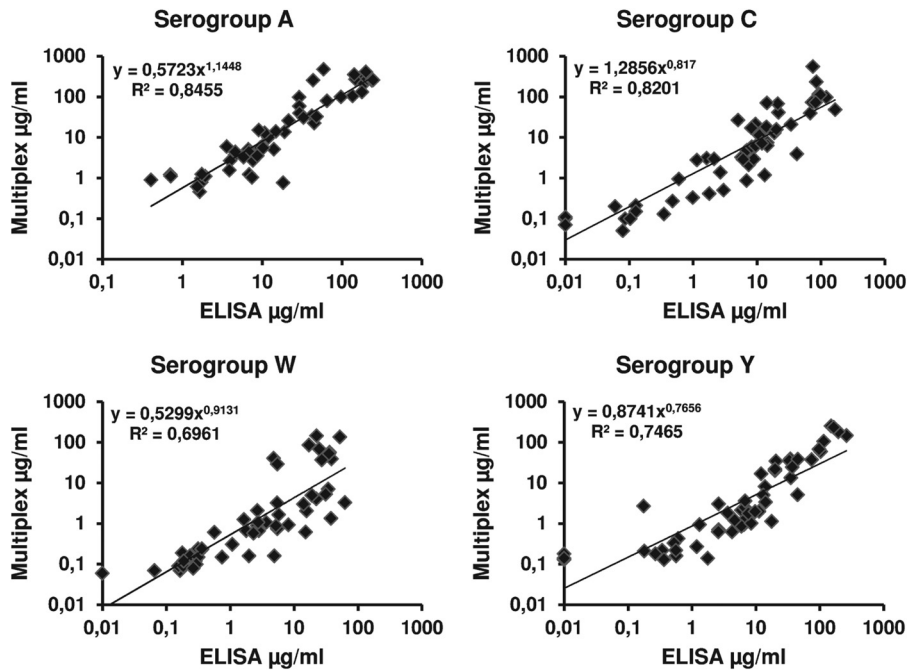 Serogroup A
y = 0,5723x^1,1448
R² = 0,8455
Multiplex µg/ml
1000
100
10
1
0,1
0,01
0,1 1 10 100 1000
ELISA µg/ml
Serogroup C
y = 1,2856x^0,817
R² = 0,8201
Multiplex µg/ml
1000
100
10
1
0,1
0,01
0,01 0,1 1 10 100 1000
ELISA µg/ml
Serogroup W
y = 0,5299x^0,9131
R² = 0,6961
Multiplex µg/ml
1000
100
10
1
0,1
0,01
0,01 0,1 1 10 100 1000
ELISA µg/ml
Serogroup Y
y = 0,8741x^0,7656
R² = 0,7465
Multiplex µg/ml
1000
100
10
1
0,1
0,01
0,01 0,1 1 10 100 1000
ELISA µg/ml